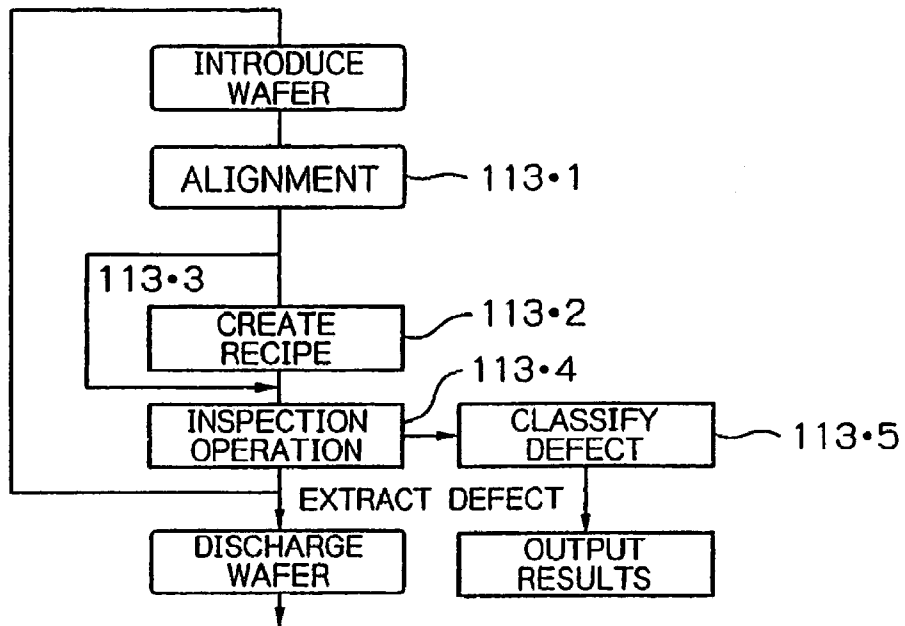 INTRODUCE
WAFER
ALIGNMENT
113•1
113•3
CREATE
RECIPE
113•2
113•4
INSPECTION
OPERATION
CLASSIFY
DEFECT
113•5
EXTRACT DEFECT
DISCHARGE
WAFER
OUTPUT
RESULTS